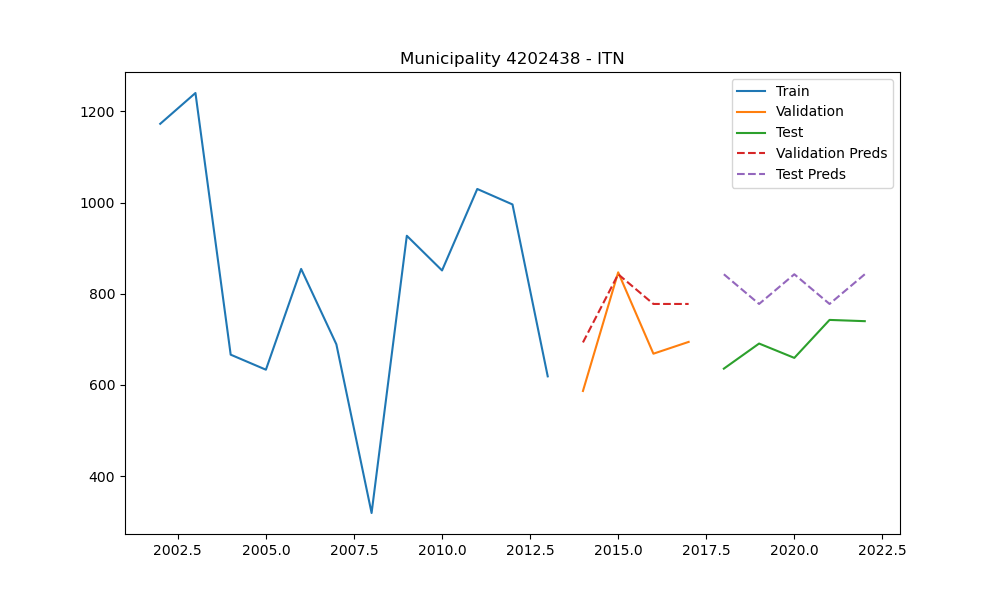 Municipality 4202438 - ITN
Train
Validation
Test
Validation Preds
Test Preds
1200
1000
800
600
400
2002.5 2005.0 2007.5 2010.0 2012.5 2015.0 2017.5 2020.0 2022.5